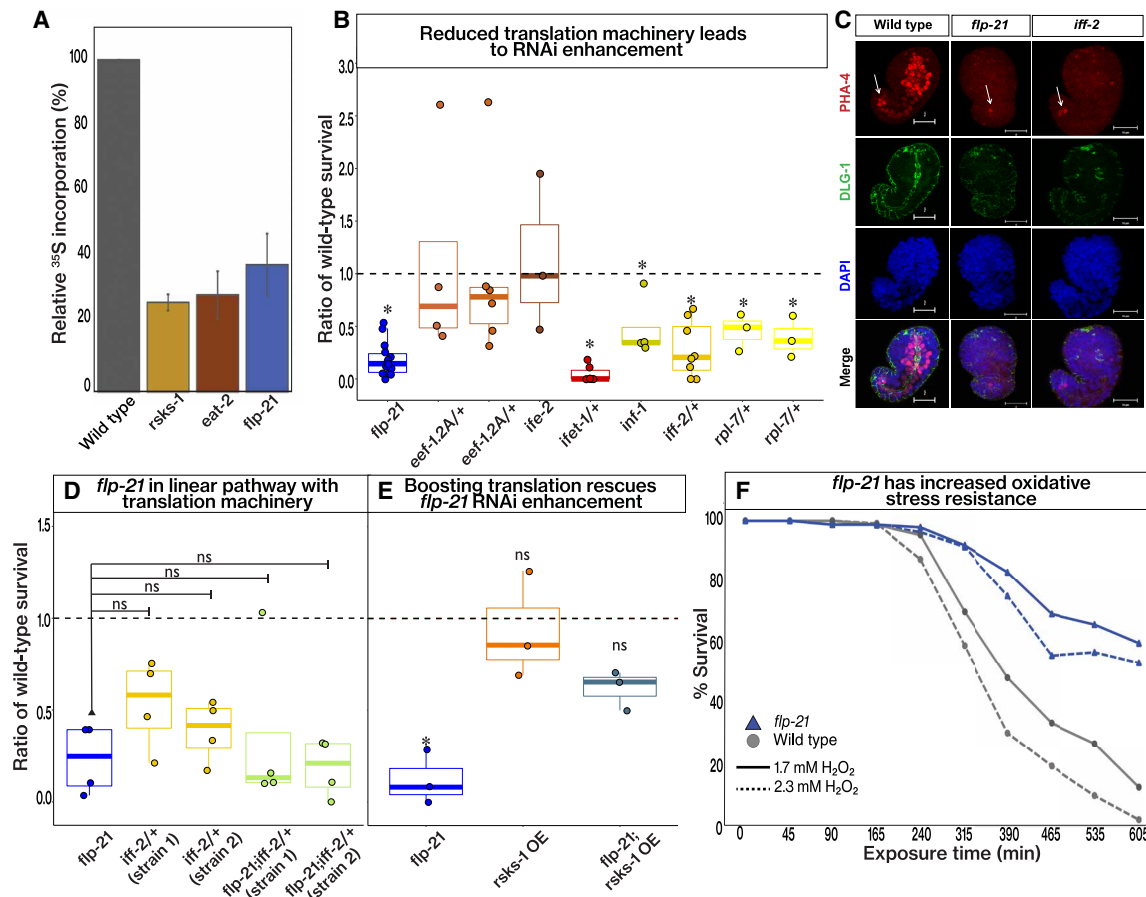 A
Relative ³⁵S incorporation (%)
100
80
60
40
20
0
Wild type
rsks-1
eat-2
flp-21
B
Reduced translation machinery leads
to RNAi enhancement
Ratio of wild-type survival
3.0
2.5
2.0
1.5
1.0
0.5
0.0
*
*
*
*
*
*
flp-21
eef-1.2A/+
eef-1.2A/+
ife-2
ifet-1/+
inf-1
iff-2/+
rpl-7/+
rpl-7/+
C
Wild type
flp-21
iff-2
PHA-4
DLG-1
DAPI
Merge
D
flp-21 in linear pathway with
translation machinery
Ratio of wild-type survival
1.5
1.0
0.5
0.0
ns
ns
ns
ns
flp-21
iff-2/+
(strain 1)
iff-2/+
(strain 2)
flp-21;iff-2/+
(strain 1)
flp-21;iff-2/+
(strain 2)
E
Boosting translation rescues
flp-21 RNAi enhancement
*
ns
ns
flp-21
rsks-1 OE
flp-21;
rsks-1 OE
F
flp-21 has increased oxidative
stress resistance
% Survival
100
80
60
40
20
0
flp-21
Wild type
1.7 mM H₂O₂
2.3 mM H₂O₂
0 45 90 165 240 315 390 465 535 605
Exposure time (min)